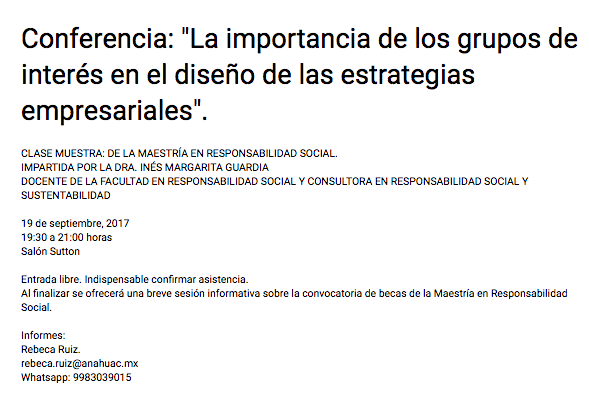 Conferencia: "La importancia de los grupos de
interés en el diseño de las estrategias
empresariales".
CLASE MUESTRA: DE LA MAESTRÍA EN RESPONSABILIDAD SOCIAL.
IMPARTIDA POR LA DRA. INÉS MARGARITA GUARDIA
DOCENTE DE LA FACULTAD EN RESPONSABILIDAD SOCIAL Y CONSULTORA EN RESPONSABILIDAD SOCIAL Y
SUSTENTABILIDAD
19 de septiembre, 2017
19:30 a 21:00 horas
Salón Sutton
Entrada libre. Indispensable confirmar asistencia.
Al finalizar se ofrecerá una breve sesión informativa sobre la convocatoria de becas de la Maestría en Responsabilidad
Social.
Informes:
Rebeca Ruiz.
rebeca.ruiz@anahuac.mx
Whatsapp: 9983039015